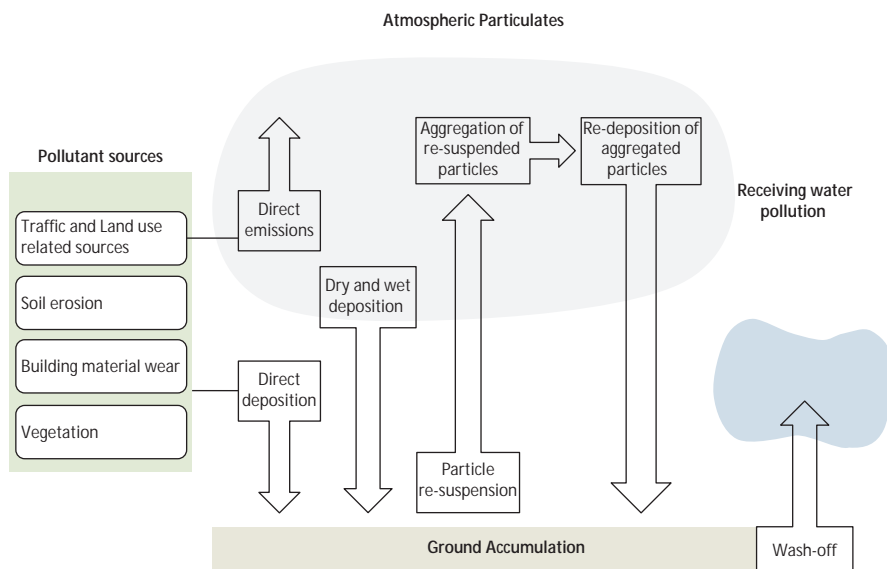 Atmospheric Particulates
Pollutant sources
Traffic and Land use
related sources
Soil erosion
Building material wear
Vegetation
Direct
emissions
Direct
deposition
Dry and wet
deposition
Aggregation of
re-suspended
particles
Re-deposition of
aggregated
particles
Particle
re-suspension
Receiving water
pollution
Ground Accumulation
Wash-off